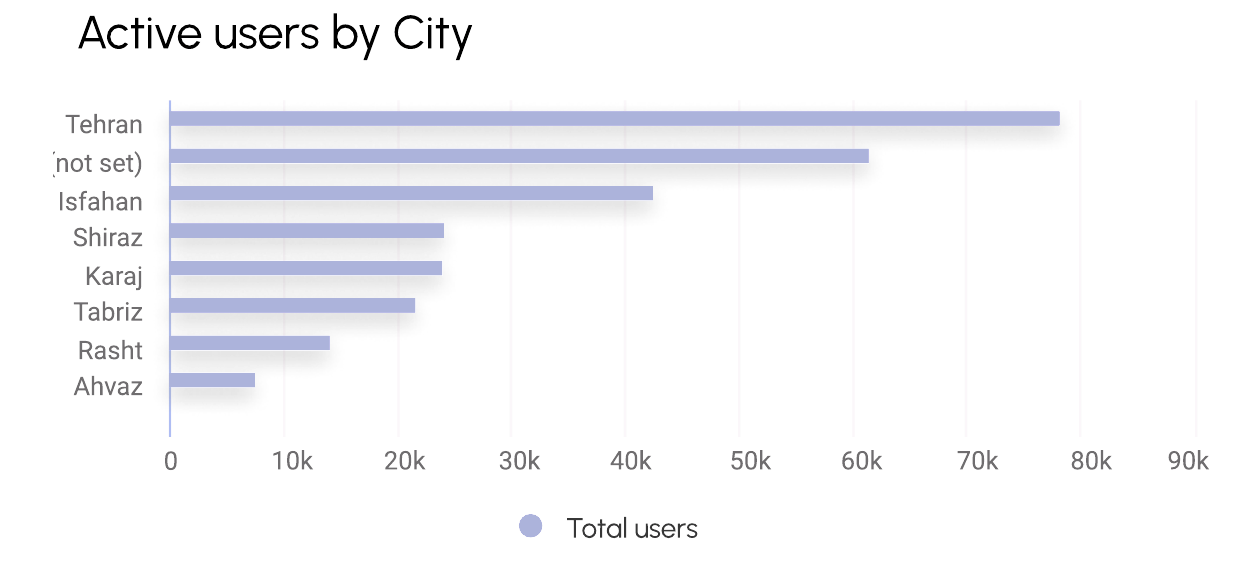 Active users by City
Tehran
(not set)
Isfahan
Shiraz
Karaj
Tabriz
Rasht
Ahvaz
0 10k 20k 30k 40k 50k 60k 70k 80k 90k
Total users